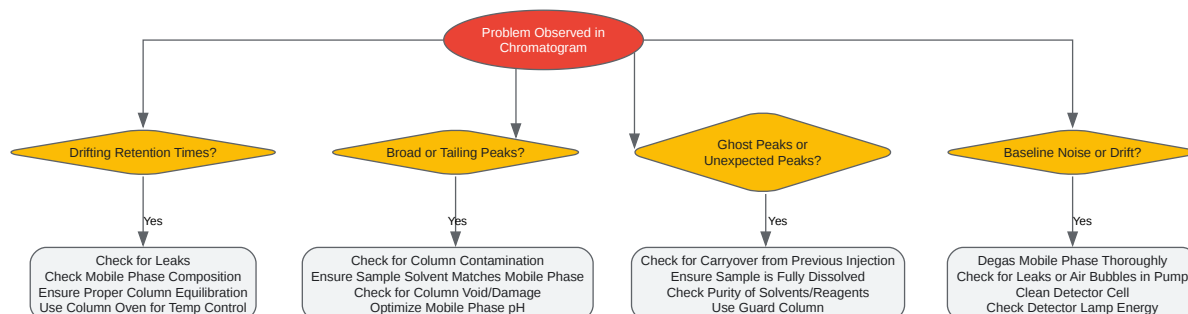 Problem Observed in
Chromatogram
Drifting Retention Times?
Broad or Tailing Peaks?
Ghost Peaks or
Unexpected Peaks?
Baseline Noise or Drift?
Yes
Yes
Yes
Yes
Check for Leaks
Check Mobile Phase Composition
Ensure Proper Column Equilibration
Use Column Oven for Temp Control
Check for Column Contamination
Ensure Sample Solvent Matches Mobile Phase
Check for Column Void/Damage
Optimize Mobile Phase pH
Check for Carryover from Previous Injection
Ensure Sample is Fully Dissolved
Check Purity of Solvents/Reagents
Use Guard Column
Degas Mobile Phase Thoroughly
Check for Leaks or Air Bubbles in Pump
Clean Detector Cell
Check Detector Lamp Energy